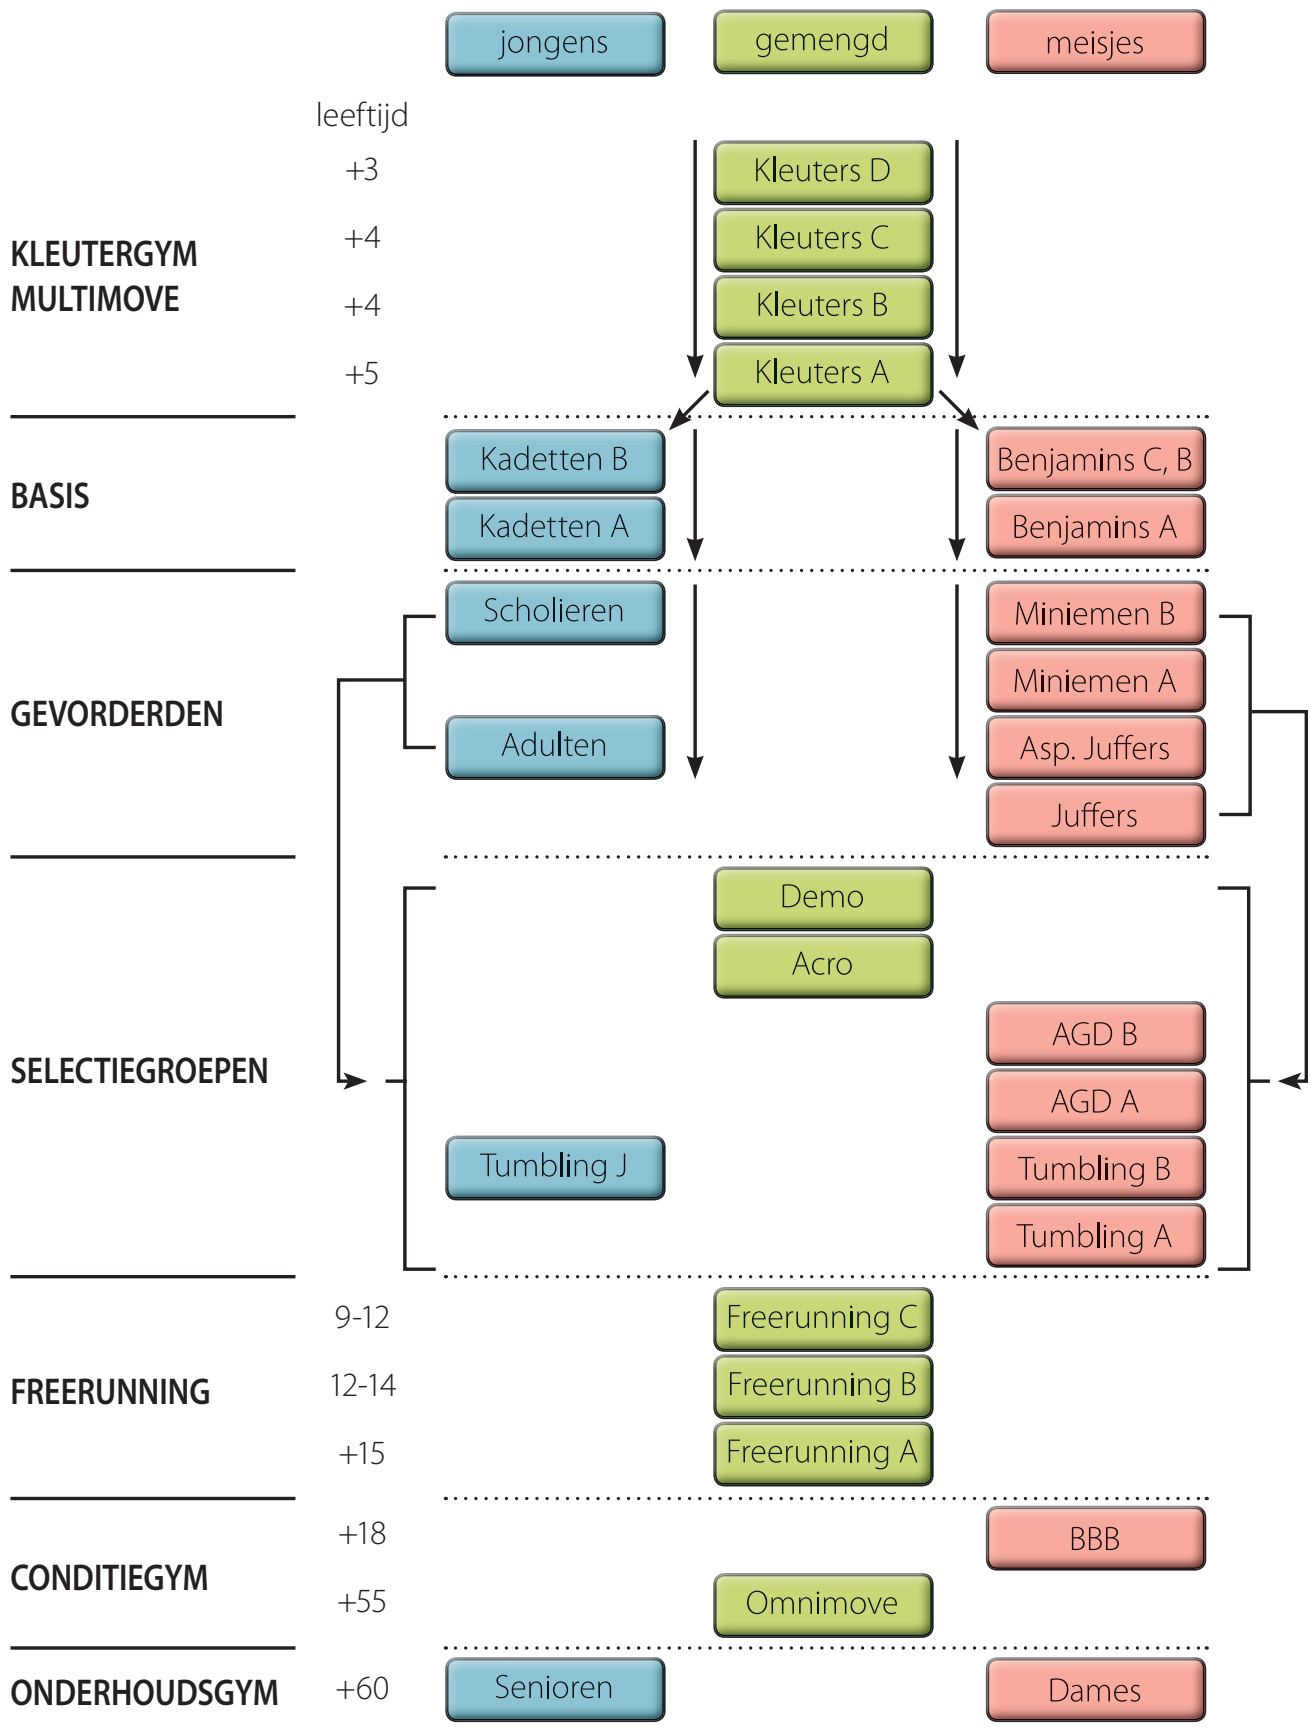 jongens gemengd meisjes
leeftijd
+3 Kleuters D
KLEUTERGYM
MULTIMOVE
+4 Kleuters C
+4 Kleuters B
+5 Kleuters A
BASIS
Kadetten B Benjamins C, B
Kadetten A Benjamins A
GEVORDERDEN
Scholieren Miniemen B
Miniemen A
Adulten Asp. Juffers
Juffers
SELECTIEGROEPEN
Demo
Acro
AGD B
AGD A
Tumbling J Tumbling B
Tumbling A
FREERUNNING
9-12 Freerunning C
12-14 Freerunning B
+15 Freerunning A
CONDITIEGYM
+18 BBB
+55 Omnimove
ONDERHOUDSGYM +60 Senioren Dames